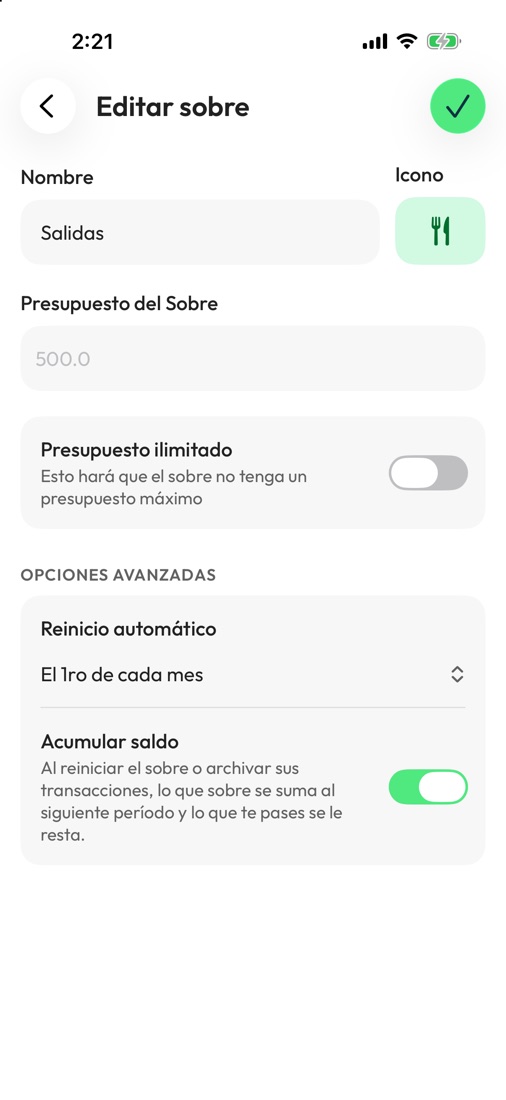 2:21
Editar sobre
Nombre
Icono
Salidas
Presupuesto del Sobre
500.0
Presupuesto ilimitado
Esto hará que el sobre no tenga un
presupuesto máximo
OPCIONES AVANZADAS
Reinicio automático
El 1ro de cada mes
Acumular saldo
Al reiniciar el sobre o archivar sus
transacciones, lo que sobre se suma al
siguiente período y lo que te pases se le
resta.